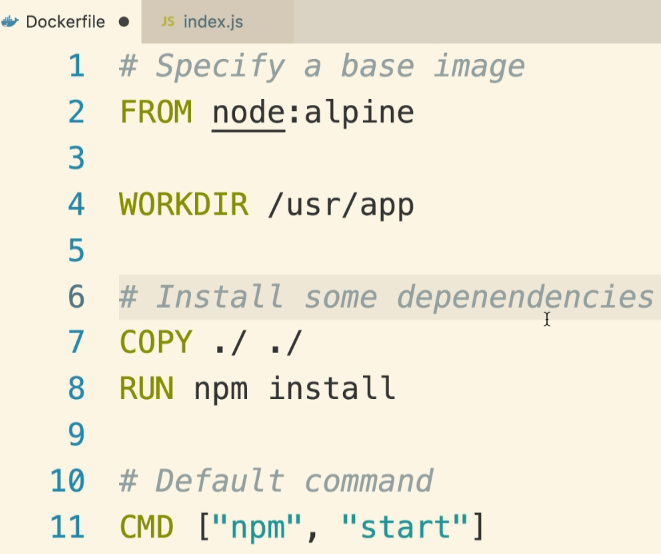 Dockerfile ● JS index.js
1 # Specify a base image
2 FROM node:alpine
3
4 WORKDIR /usr/app
5
6 # Install some depenendencies
7 COPY ./ ./
8 RUN npm install
9
10 # Default command
11 CMD ["npm", "start"]